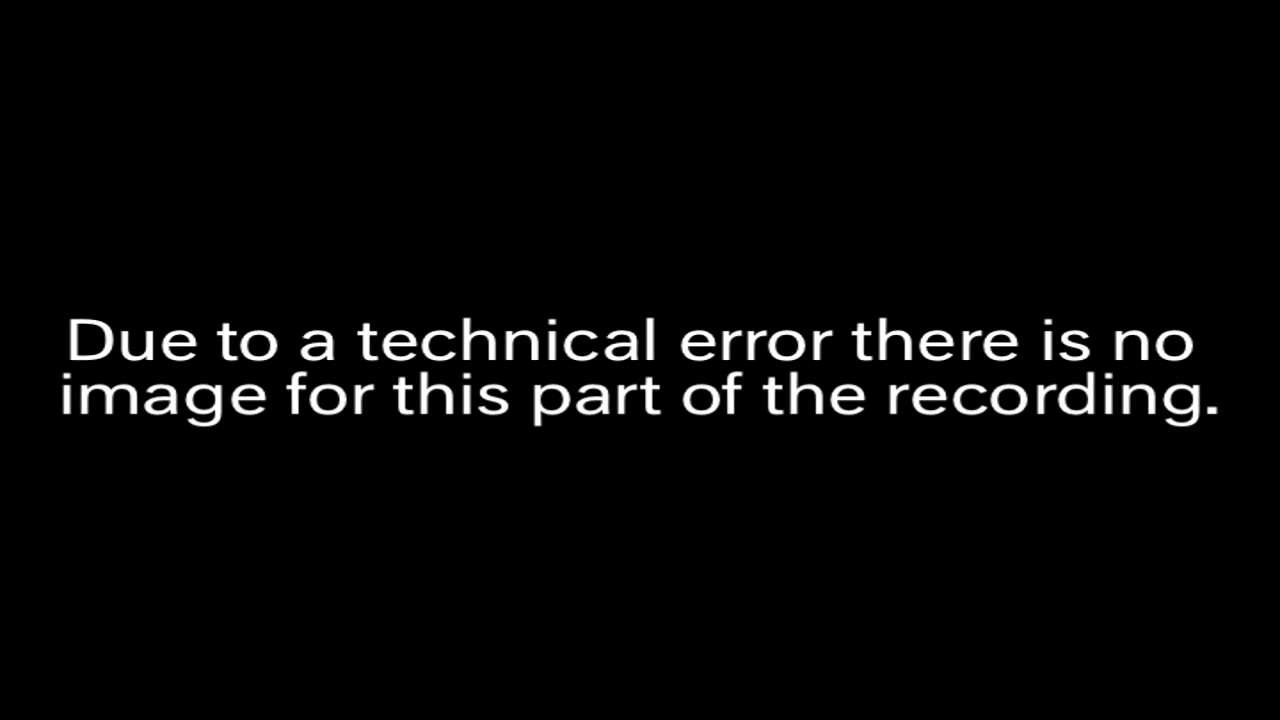 Due to a technical error there is no
image for this part of the recording.